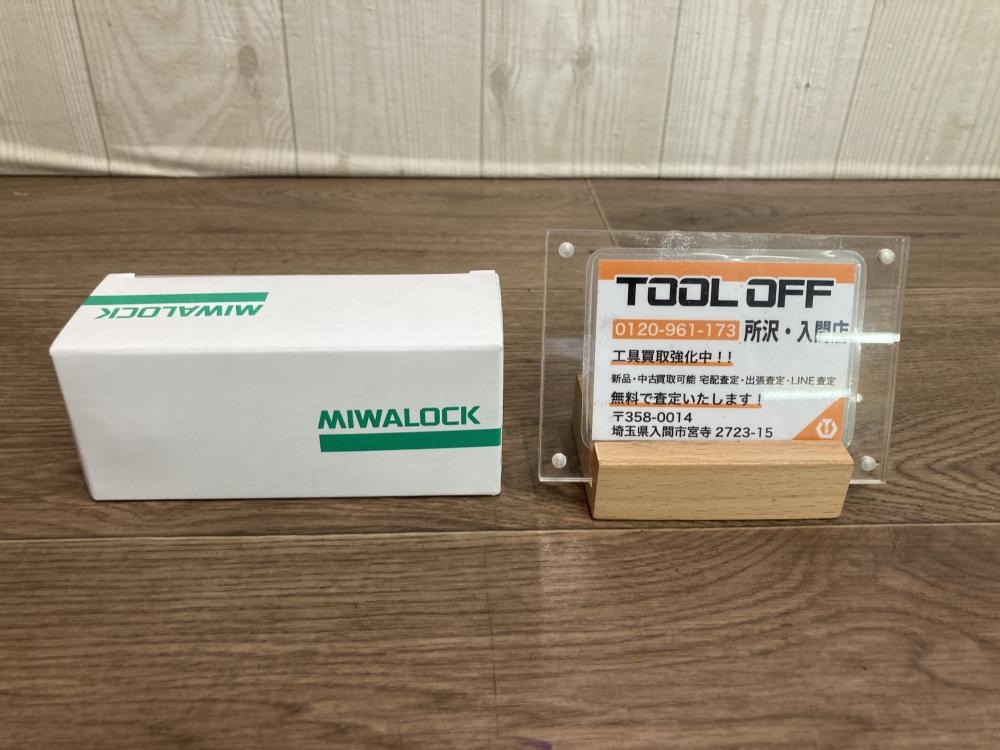 MIWALOCK
MIWALOCK
TOOL OFF
0120-961-173 所沢・入間店
工具買取強化中！！
新品・中古買取可能 宅配査定・出張査定・LINE査定
無料で査定いたします！
〒358-0014
埼玉県入間市宮寺 2723-15